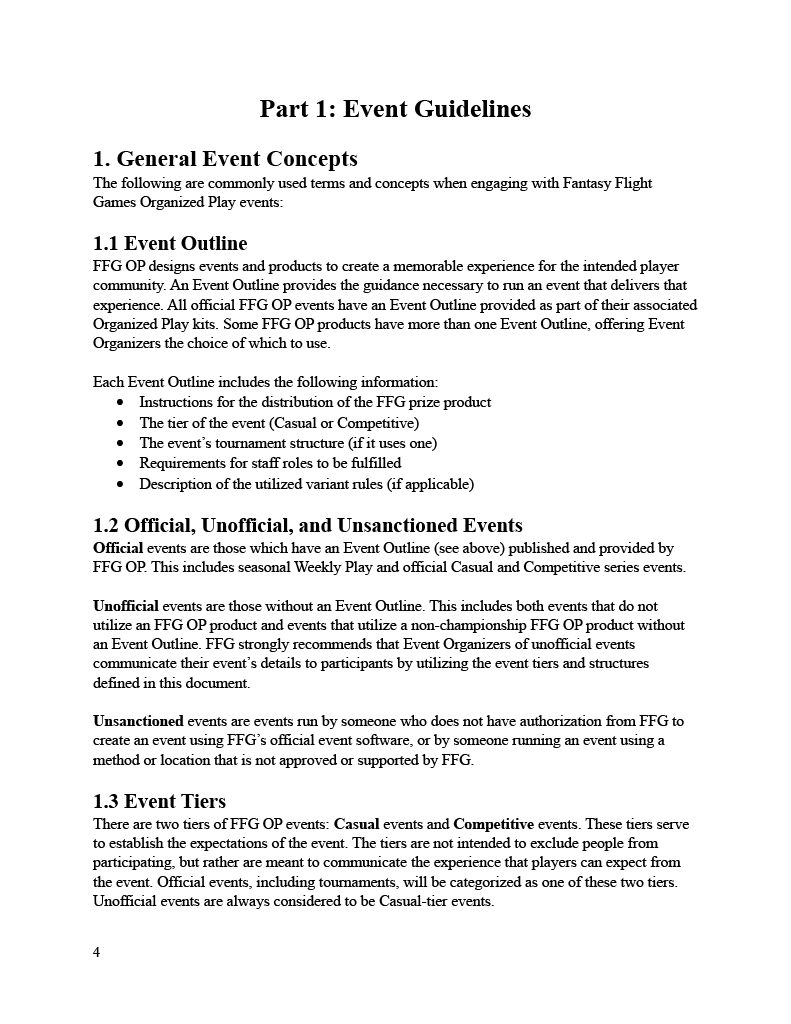 Part 1: Event Guidelines
1. General Event Concepts
The following are commonly used terms and concepts when engaging with Fantasy Flight
Games Organized Play events:
1.1 Event Outline
FFG OP designs events and products to create a memorable experience for the intended player
community. An Event Outline provides the guidance necessary to run an event that delivers that
experience. All official FFG OP events have an Event Outline provided as part of their associated
Organized Play kits. Some FFG OP products have more than one Event Outline, offering Event
Organizers the choice of which to use.
Each Event Outline includes the following information:
• Instructions for the distribution of the FFG prize product
• The tier of the event (Casual or Competitive)
• The event’s tournament structure (if it uses one)
• Requirements for staff roles to be fulfilled
• Description of the utilized variant rules (if applicable)
1.2 Official, Unofficial, and Unsanctioned Events
Official events are those which have an Event Outline (see above) published and provided by
FFG OP. This includes seasonal Weekly Play and official Casual and Competitive series events.
Unofficial events are those without an Event Outline. This includes both events that do not
utilize an FFG OP product and events that utilize a non-championship FFG OP product without
an Event Outline. FFG strongly recommends that Event Organizers of unofficial events
communicate their event’s details to participants by utilizing the event tiers and structures
defined in this document.
Unsanctioned events are events run by someone who does not have authorization from FFG to
create an event using FFG’s official event software, or by someone running an event using a
method or location that is not approved or supported by FFG.
1.3 Event Tiers
There are two tiers of FFG OP events: Casual events and Competitive events. These tiers serve
to establish the expectations of the event. The tiers are not intended to exclude people from
participating, but rather are meant to communicate the experience that players can expect from
the event. Official events, including tournaments, will be categorized as one of these two tiers.
Unofficial events are always considered to be Casual-tier events.
4